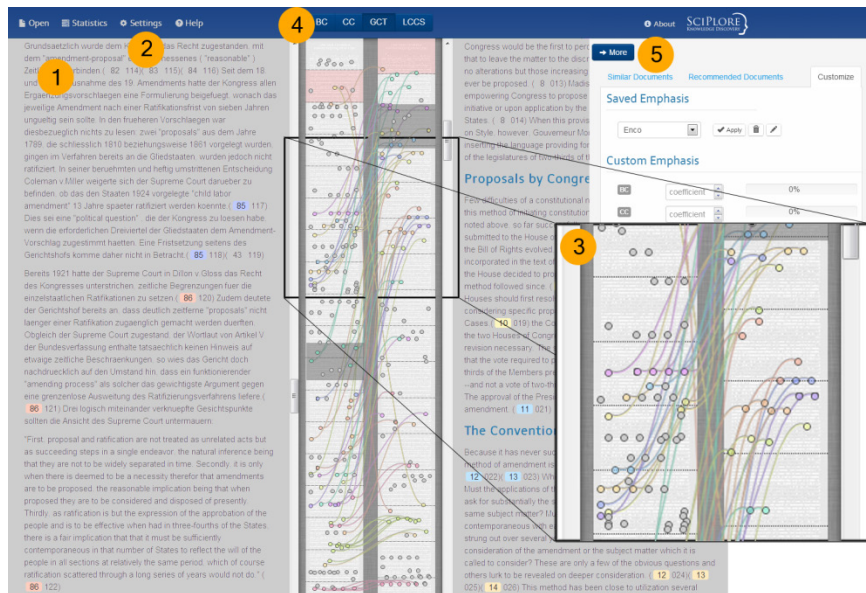 Open Statistics Settings Help
4 BC CC GCT LCCS
About SCIPLORE
KNOWLEDGE DISCOVERY
2
5
1
Grundsaetzlich wurde dem das Recht zugestanden, mit
dem "amendment-proposal" messenes ( "reasonable" )
verbinden.( 82 114)( 83 115)( 84 116) Seit dem 18.
und ausnahme des 19. Amendments hatte der Kongress allen
Ergaenzungsvorschlaegen eine Formulierung beigefuegt, wonach das
jeweilige Amendment nach einer Ratifikationsfrist von sieben Jahren
ungueltig sein sollte. In den frueheren Vorschlaegen war
diesbezueglich nichts zu lesen: zwei "proposals" aus dem Jahre
1789, die schliesslich 1810 beziehungsweise 1861 vorgelegt wurden,
gingen im Verfahren bereits an die Gliedstaaten, wurden jedoch nicht
ratifiziert. In seiner beruehmten und heftig umstrittenen Entscheidung
Coleman v Miller weigerte sich der Supreme Court darueber zu
befinden, ob das den Staaten 1924 vorgelegte "child labor
amendment" 13 Jahre spaeter ratifiziert werden koennte.( 85 117)
Dies sei eine "political question" , die der Kongress zu loesen habe,
wenn die erforderlichen Dreiviertel der Gliedstaaten dem Amendment-
Vorschlag zugestimmt haetten. Eine Fristsetzung seitens des
Gerichtshofs komme daher nicht in Betracht.( 85 118)( 43 119)
Bereits 1921 hatte der Supreme Court in Dillon v Gloss das Recht
des Kongresses unterstrichen, zeitliche Begrenzungen fuer die
einzelstaatlichen Ratifikationen zu setzen.( 86 120) Zudem deutete
der Gerichtshof bereits an, dass deutlich zeitferne "proposals" nicht
laenger einer Ratifikation zugaenglich gemacht werden duerften.
Obgleich der Supreme Court zugestand, der Wortlaut von Artikel V
der Bundesverfassung enthalte tatsaechlich keinen Hinweis auf
etwaige zeitliche Beschraenkungen, so wies das Gericht doch
nachdruecklich auf den Umstand hin, dass ein funktionierender
"amending process" als solcher das gewichtigste Argument gegen
eine grenzenlose Ausweitung des Ratifizierungsverfahrens liefere.(
86 121) Drei logisch miteinander verknuepfte Gesichtspunkte
sollten die Ansicht des Supreme Court untermauern:
"First, proposal and ratification are not treated as unrelated acts but
as succeeding steps in a single endeavor, the natural inference being
that they are not to be widely separated in time. Secondly, it is only
when there is deemed to be a necessity therefor that amendments
are to be proposed, the reasonable implication being that when
proposed they are to be considered and disposed of presently.
Thirdly, as ratification is but the expression of the approbation of the
people and is to be effective when had in three-fourths of the States,
there is a fair implication that that it must be sufficiently
contemporaneous in that number of States to reflect the will of the
people in all sections at relatively the same period, which of course
ratification scattered through a long series of years would not do." (
86 122)
Congress would be the first to
that to leave the matter to the
no alterations but those increasing
ever be proposed. ( 8 013) Madis
empowering Congress to propose
initiative or upon application by the
States. ( 8 014) When this provis
on Style, however, Gouverneur Mo
inserting the language providing for
of the legislatures of two-thirds of
Proposals by Congre
Few difficulties of a constitutional
this method of initiating constitution
noted above, so far succ
submitted to the House o
the Bill of Rights evolved
incorporated in the text of
the House decided to pro
method followed since. (
Houses should first resol
considering specific prop
Cases,( 10 019) the Co
the two Houses of Cong
revision necessary. The
that the vote required to p
thirds of the Members pre
--and not a vote of two-th
The approval of the Presi
amendment. ( 11 021)
The Convention
Because it has never suc
method of amendment is
12 022)( 13 023) Wh
Must the applications of t
ask for substantially the s
same subject matter? Mu
contemporaneous with e
strung out over several y
consideration of the amendment or the subject matter which it is
called to consider? These are only a few of the obvious questions and
others lurk to be revealed on deeper consideration. ( 12 024)( 13
025)( 14 026) This method has been close to utilization several
More
Similar Documents Recommended Documents Customize
Saved Emphasis
Enco Apply
Custom Emphasis
BC coefficient 0%
CC coefficient 0%
3